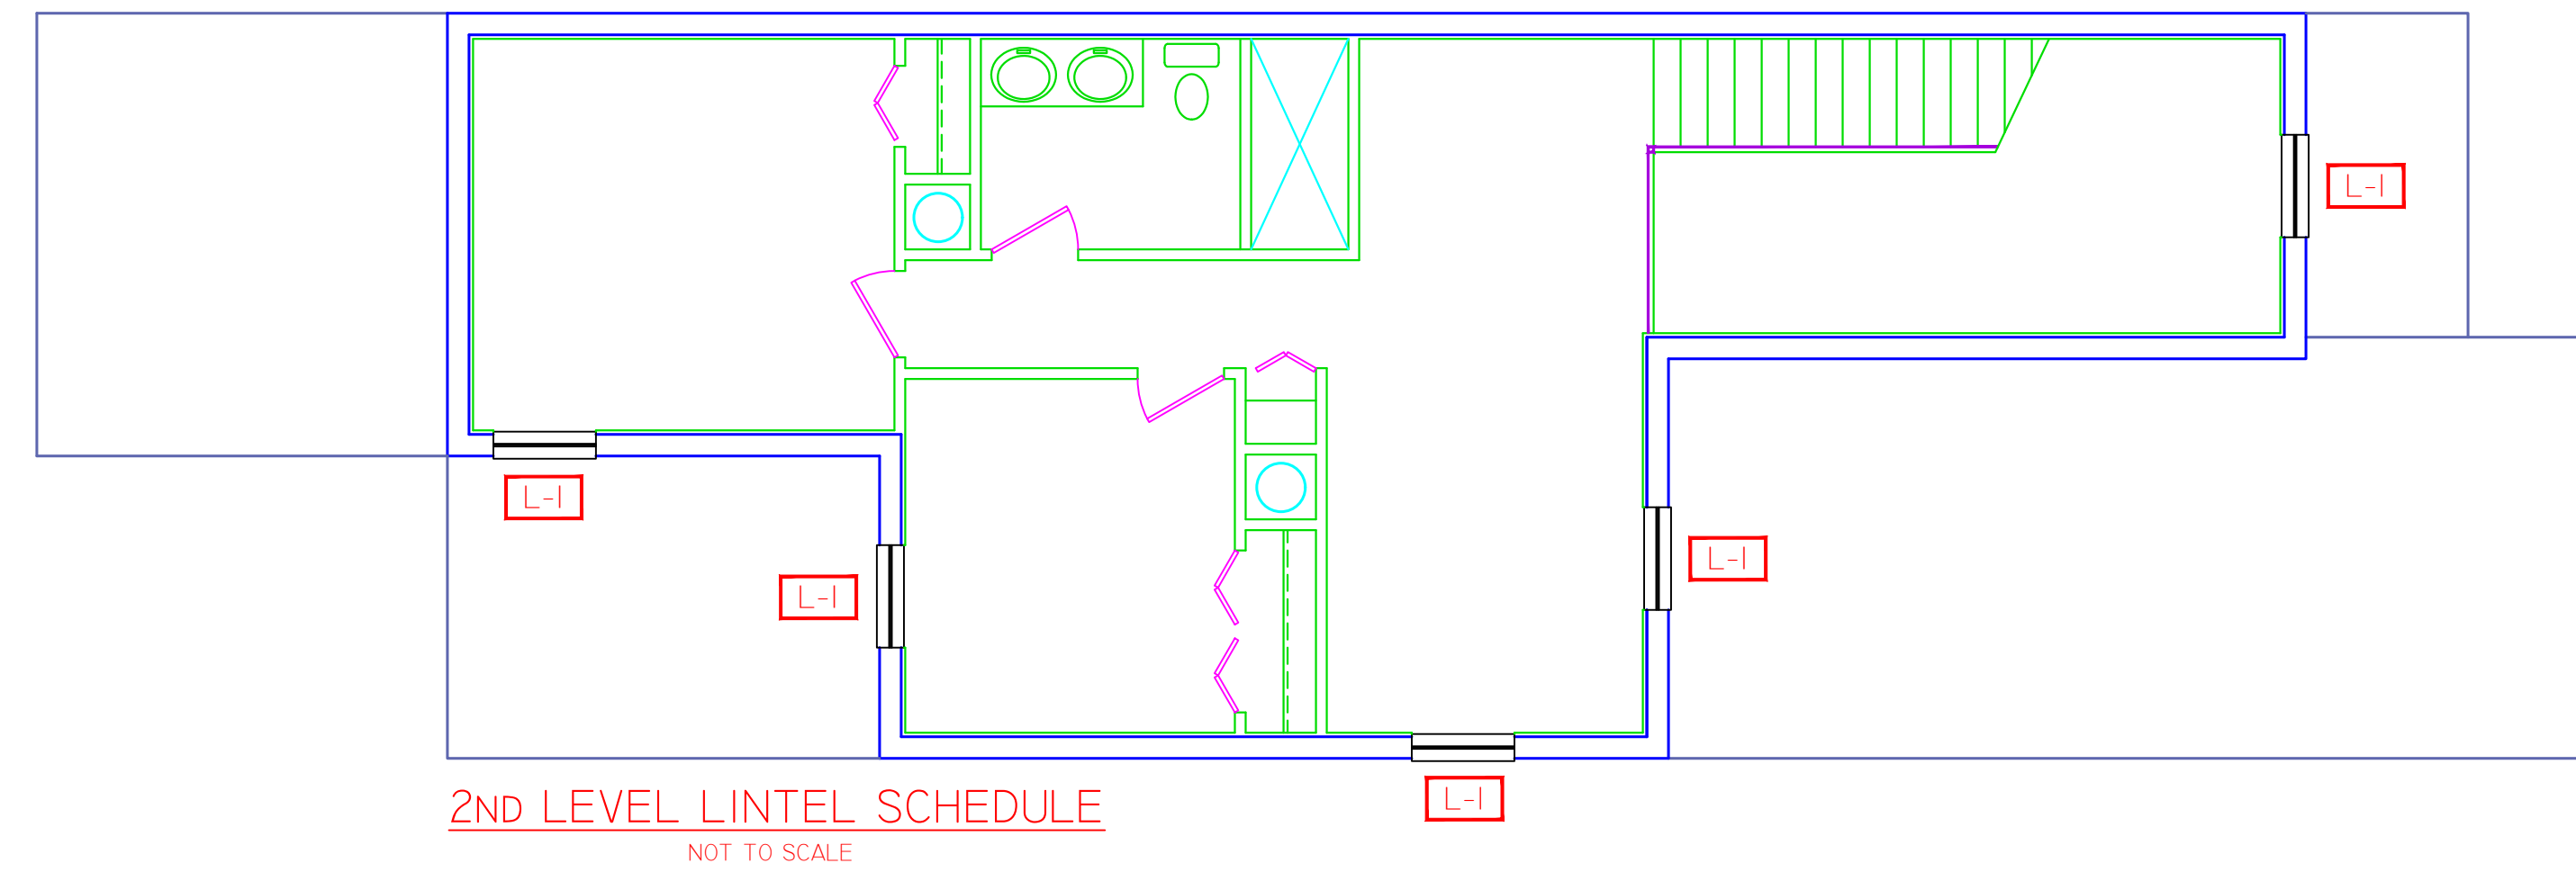 L-1
L-1
L-1
L-1
L-1
2ND LEVEL LINTEL SCHEDULE
NOT TO SCALE